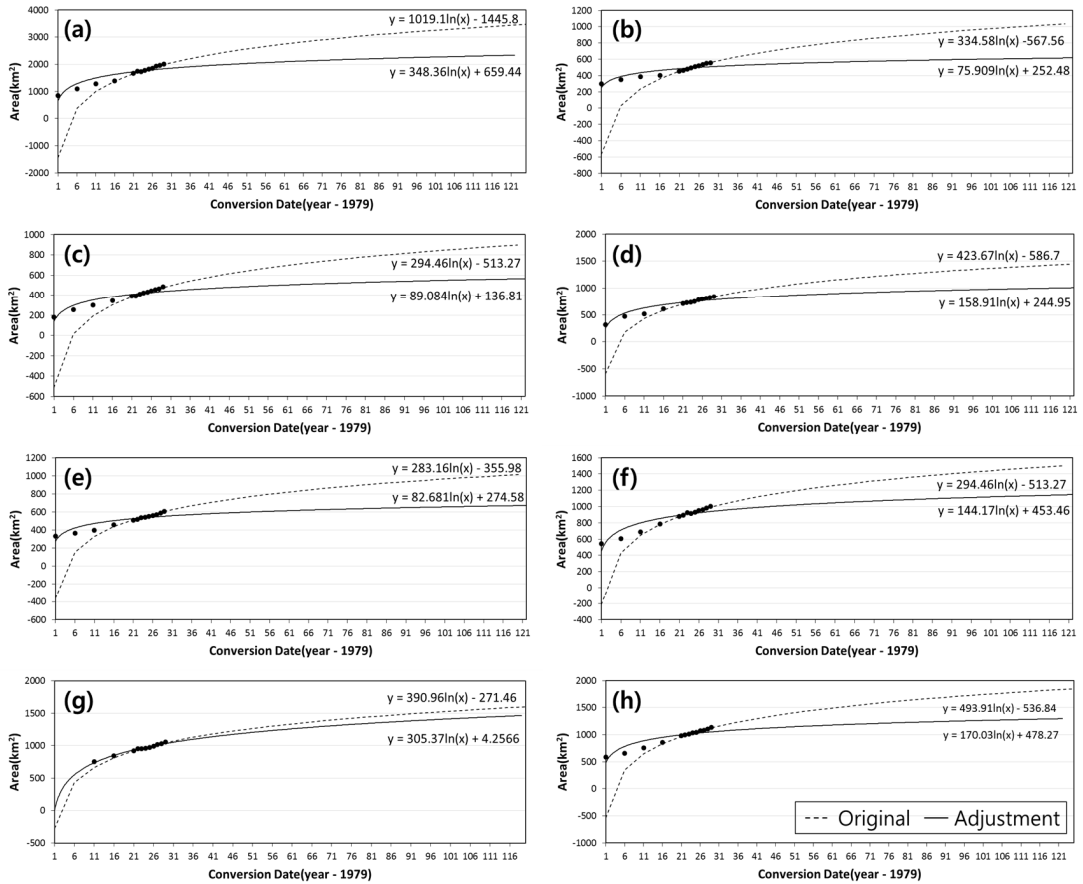 (a)
y = 1019.1ln(x) - 1445.8
y = 348.36ln(x) + 659.44
Area(km²)
4000
3000
2000
1000
0
-1000
-2000
1 6 11 16 21 26 31 36 41 46 51 56 61 66 71 76 81 86 91 96 101 106 111 116 121
Conversion Date(year - 1979)
(b)
y = 334.58ln(x) -567.56
y = 75.909ln(x) + 252.48
Area(km²)
1200
1000
800
600
400
200
0
-200
-400
-600
-800
1 6 11 16 21 26 31 36 41 46 51 56 61 66 71 76 81 86 91 96 101 106 111 116 121
Conversion Date(year - 1979)
(c)
y = 294.46ln(x) - 513.27
y = 89.084ln(x) + 136.81
Area(km²)
1000
800
600
400
200
0
-200
-400
-600
1 6 11 16 21 26 31 36 41 46 51 56 61 66 71 76 81 86 91 96 101 106 111 116 121
Conversion Date(year - 1979)
(d)
y = 423.67ln(x) - 586.7
y = 158.91ln(x) + 244.95
Area(km²)
2000
1500
1000
500
0
-500
-1000
1 6 11 16 21 26 31 36 41 46 51 56 61 66 71 76 81 86 91 96 101 106 111 116 121
Conversion Date(year - 1979)
(e)
y = 283.16ln(x) - 355.98
y = 82.681ln(x) + 274.58
Area(km²)
1200
1000
800
600
400
200
0
-200
-400
-600
1 6 11 16 21 26 31 36 41 46 51 56 61 66 71 76 81 86 91 96 101 106 111 116 121
Conversion Date(year - 1979)
(f)
y = 294.46ln(x) - 513.27
y = 144.17ln(x) + 453.46
Area(km²)
1600
1400
1200
1000
800
600
400
200
0
-200
-400
1 6 11 16 21 26 31 36 41 46 51 56 61 66 71 76 81 86 91 96 101 106 111 116 121
Conversion Date(year - 1979)
(g)
y = 390.96ln(x) - 271.46
y = 305.37ln(x) + 4.2566
Area(km²)
2000
1500
1000
500
0
-500
1 6 11 16 21 26 31 36 41 46 51 56 61 66 71 76 81 86 91 96 101 106 111 116
Conversion Date(year - 1979)
(h)
y = 493.91ln(x) - 536.84
y = 170.03ln(x) + 478.27
Area(km²)
2000
1500
1000
500
0
-500
-1000
1 6 11 16 21 26 31 36 41 46 51 56 61 66 71 76 81 86 91 96 101 106 111 116 121
Conversion Date(year - 1979)
Original Adjustment